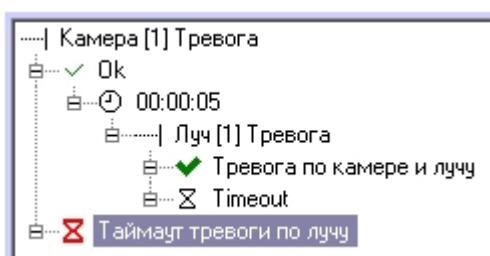 Камера [1] Тревога
Ok
00:00:05
Луч [1] Тревога
Тревога по камере и лучу
Timeout
Таймаут тревоги по лучу